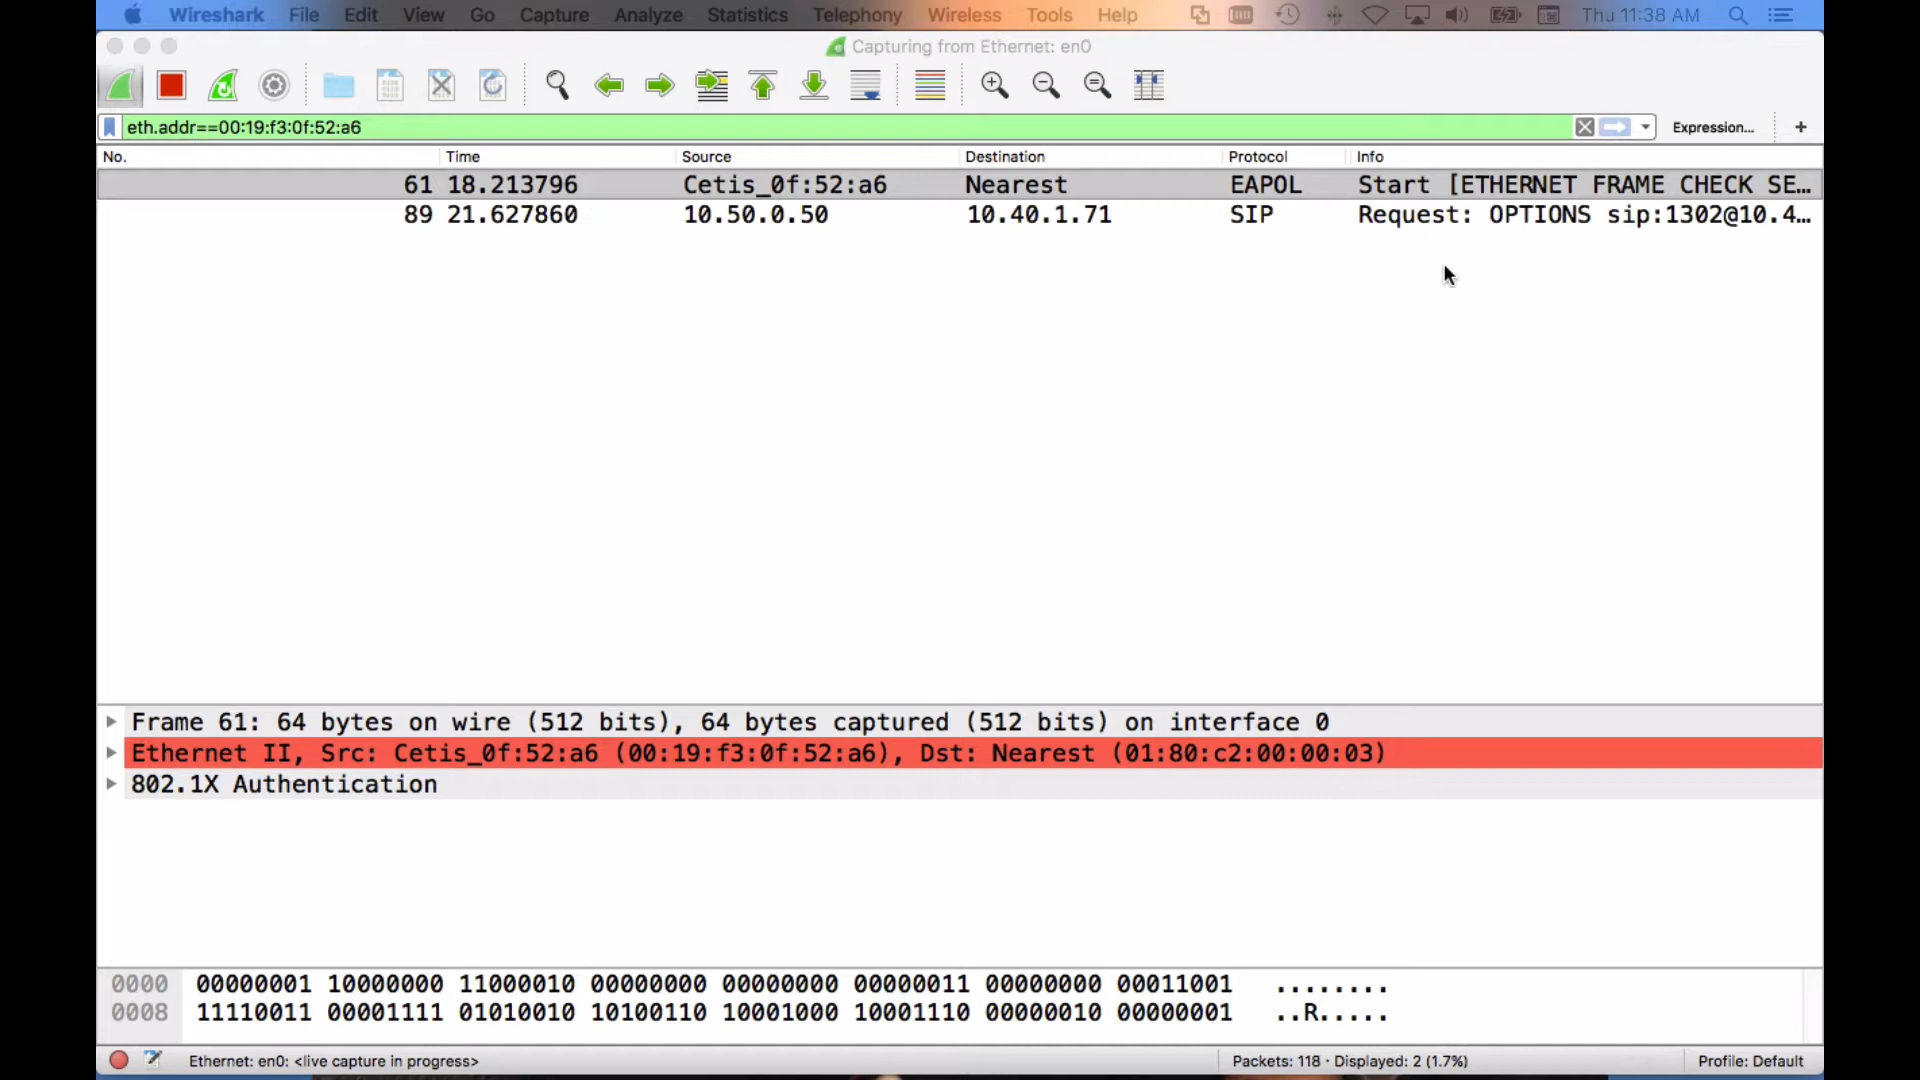 Wireshark File Edit View Go Capture Analyze Statistics Telephony Wireless Tools Help Thu 11:38 AM
Capturing from Ethernet: en0
eth.addr==00:19:f3:0f:52:a6 Expression... +
No. Time Source Destination Protocol Info
61 18.213796 Cetis_0f:52:a6 Nearest EAPOL Start [ETHERNET FRAME CHECK SE...
89 21.627860 10.50.0.50 10.40.1.71 SIP Request: OPTIONS sip:1302@10.4...
Frame 61: 64 bytes on wire (512 bits), 64 bytes captured (512 bits) on interface 0
Ethernet II, Src: Cetis_0f:52:a6 (00:19:f3:0f:52:a6), Dst: Nearest (01:80:c2:00:00:03)
802.1X Authentication
0000 00000001 10000000 11000010 00000000 00000000 00000011 00000000 00011001 ........
0008 11110011 00001111 01010010 10100110 10001000 10001110 00000010 00000001 ..R.....
Ethernet: en0: <live capture in progress> Packets: 118 · Displayed: 2 (1.7%) Profile: Default